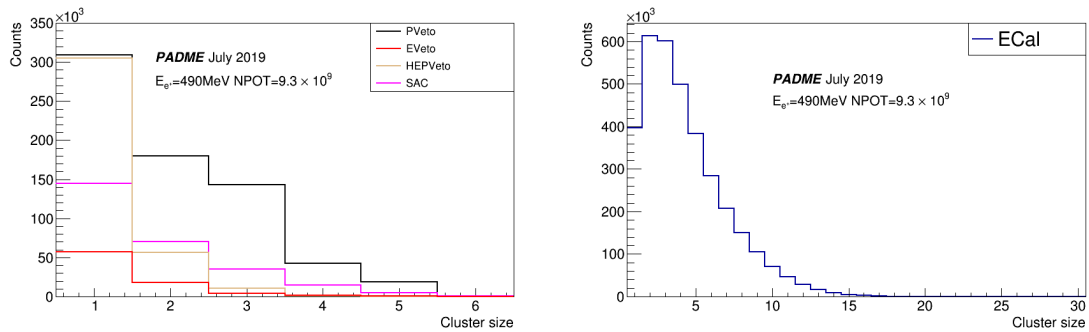 ×10³
Counts
350
300
250
200
150
100
50
0
PADME July 2019
E_e⁺=490MeV NPOT=9.3 × 10⁹
PVeto
EVeto
HEPVeto
SAC
1 2 3 4 5 6
Cluster size
×10³
Counts
600
500
400
300
200
100
0
ECal
PADME July 2019
E_e⁺=490MeV NPOT=9.3 × 10⁹
5 10 15 20 25 30
Cluster size